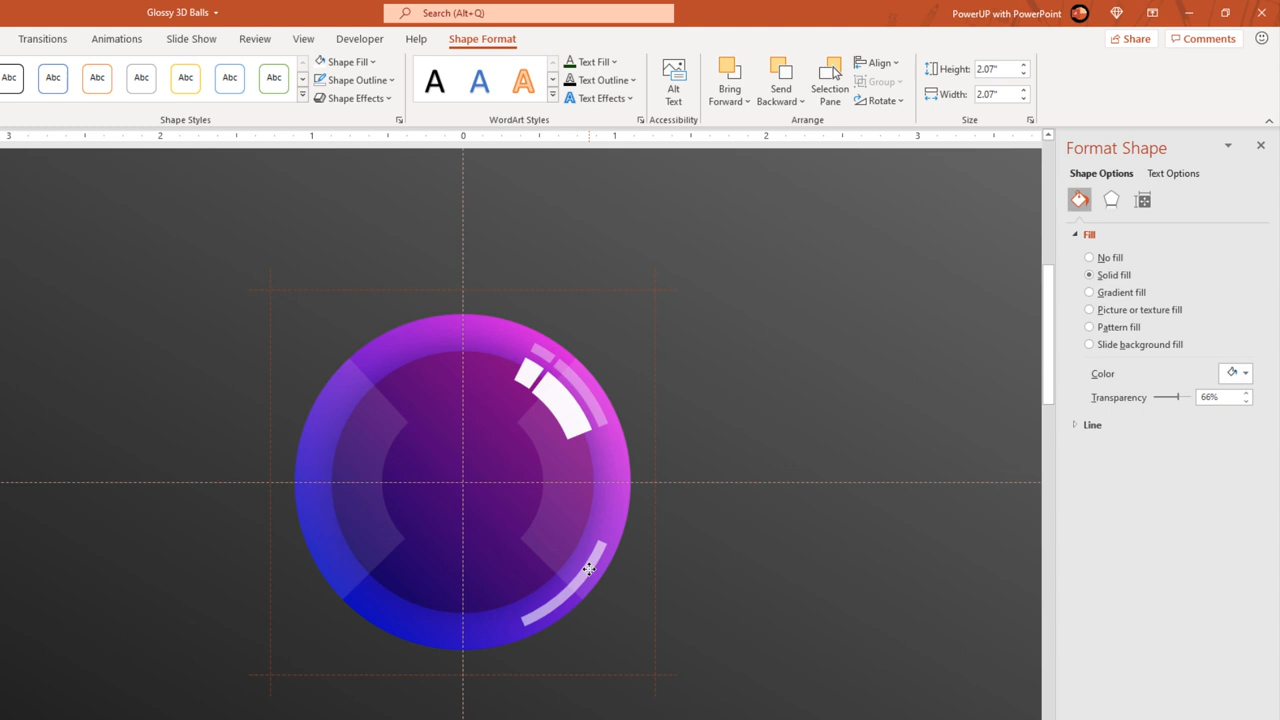 Glossy 3D Balls
Search (Alt+Q)
PowerUP with PowerPoint
Transitions Animations Slide Show Review View Developer Help Shape Format
Share Comments
Abc Abc Abc Abc Abc Abc Abc
Shape Fill
Shape Outline
Shape Effects
Shape Styles
A A A
A Text Fill
A Text Outline
A Text Effects
WordArt Styles
Alt
Text
Accessibility
Bring
Forward
Send
Backward
Selection
Pane
Align
Group
Rotate
Arrange
Height: 2.07"
Width: 2.07"
Size
3 2 1 0 1 2 3
Format Shape
Shape Options Text Options
Fill
No fill
Solid fill
Gradient fill
Picture or texture fill
Pattern fill
Slide background fill
Color
Transparency 66%
Line